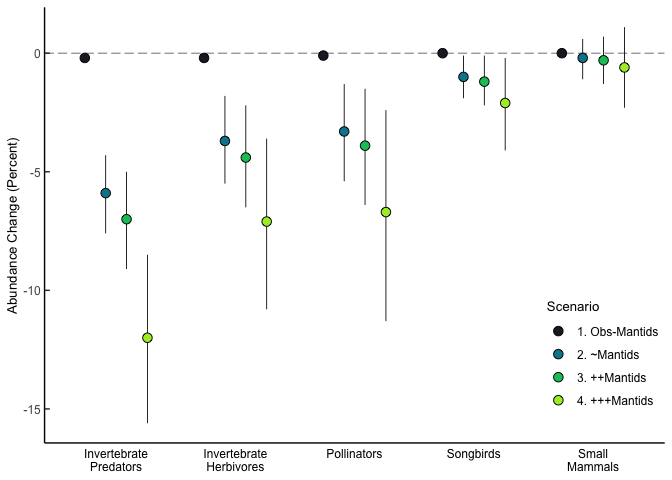 0
-5
-10
-15
Abundance Change (Percent)
Scenario
1. Obs-Mantids
2. ~Mantids
3. ++Mantids
4. +++Mantids
Invertebrate
Predators
Invertebrate
Herbivores
Pollinators
Songbirds
Small
Mammals